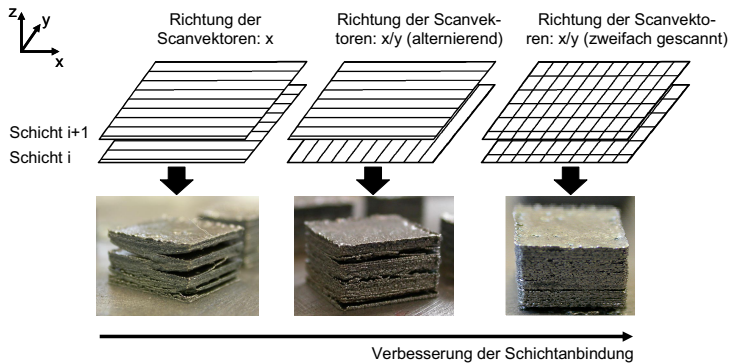 z
y
x
Richtung der
Scanvektoren: x
Richtung der Scanvek-
toren: x/y (alternierend)
Richtung der Scanvekto-
ren: x/y (zweifach gescannt)
Schicht i+1
Schicht i
Verbesserung der Schichtanbindung